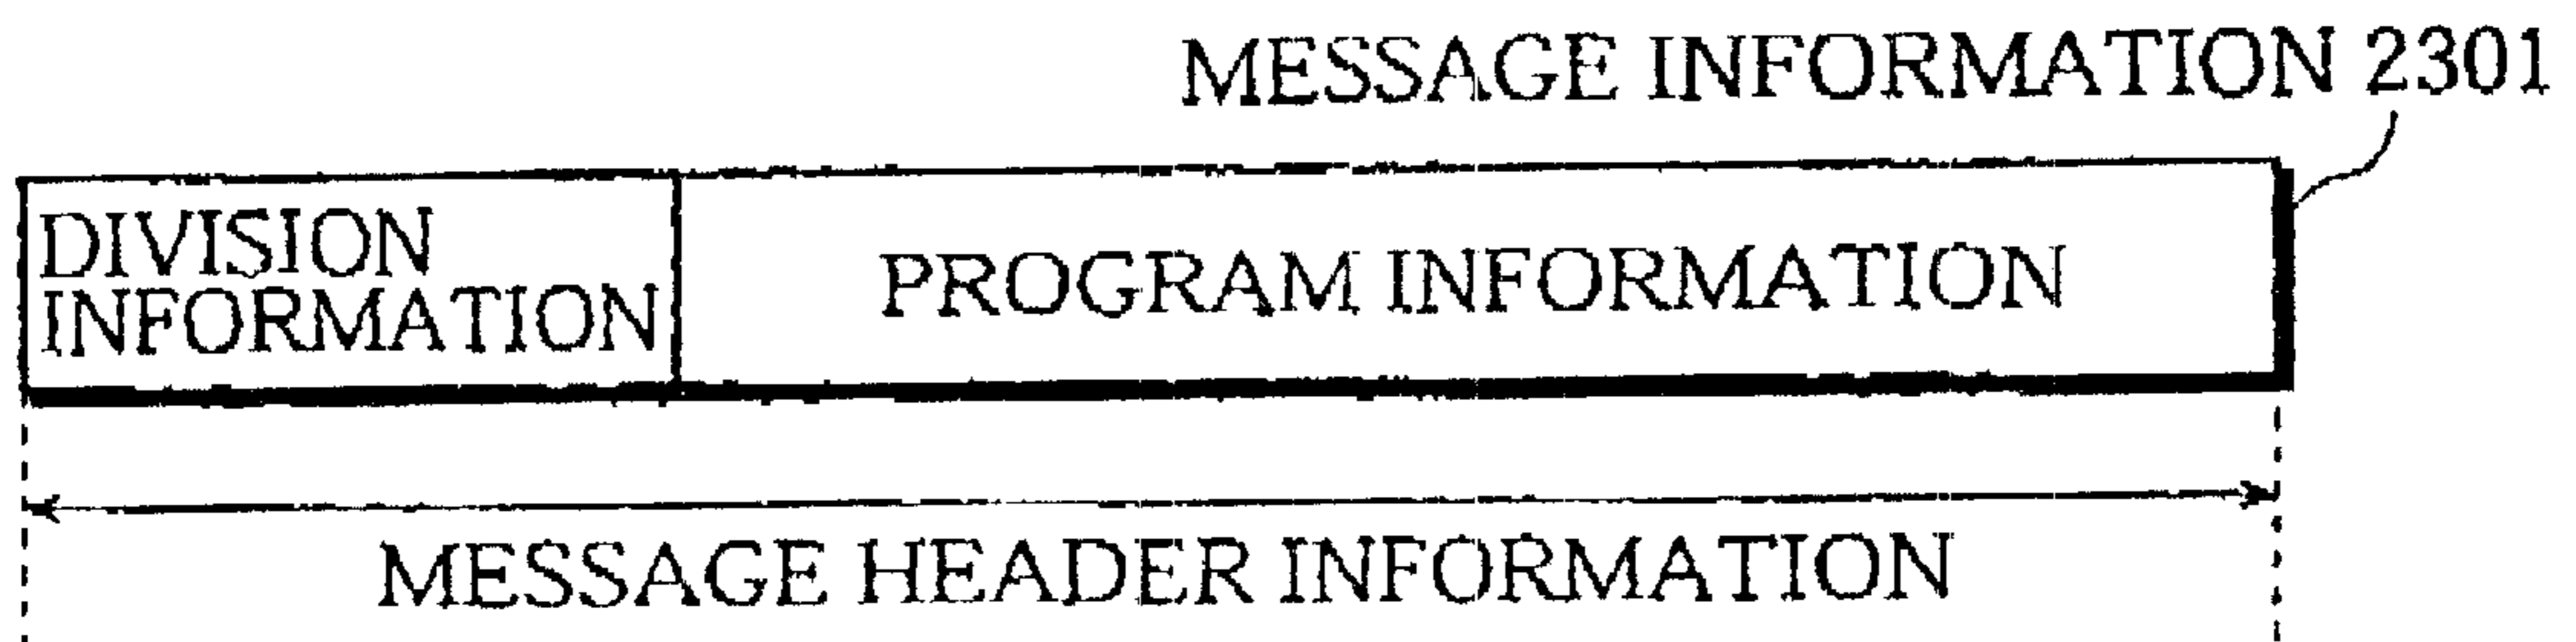 MESSAGE INFORMATION 2301
DIVISION
INFORMATION
PROGRAM INFORMATION
MESSAGE HEADER INFORMATION